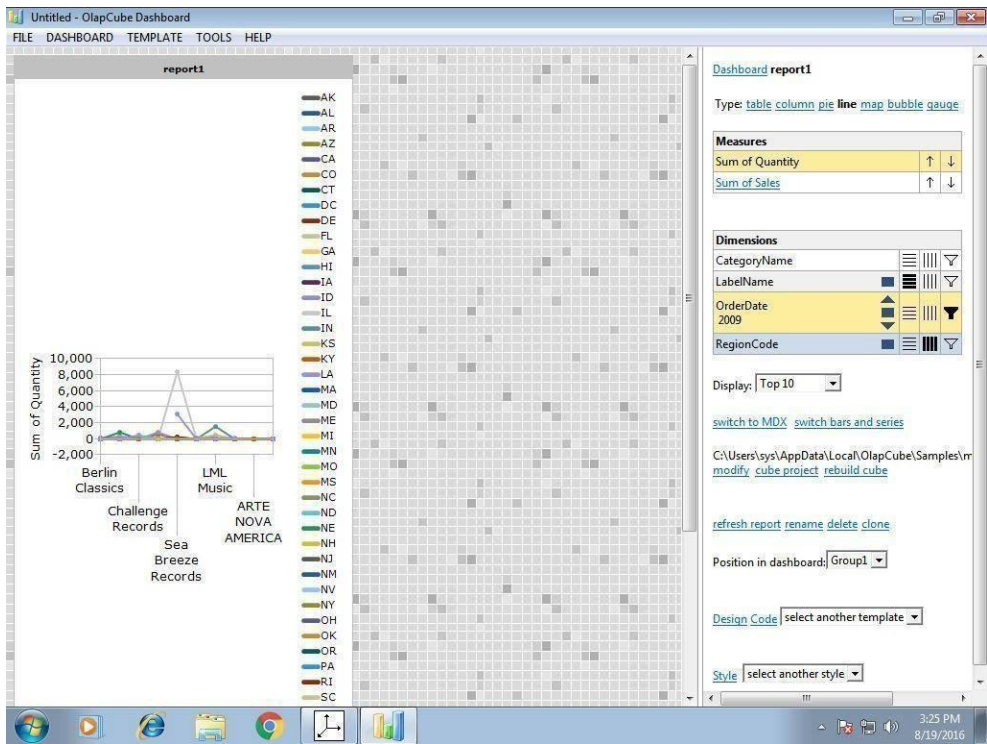 Untitled - OlapCube Dashboard
FILE DASHBOARD TEMPLATE TOOLS HELP
report1
AK
AL
AR
AZ
CA
CO
CT
DC
DE
FL
GA
HI
IA
ID
IL
IN
KS
KY
LA
MA
MD
ME
MI
MN
MO
MS
NC
ND
NE
NH
NJ
NM
NV
NY
OH
OK
OR
PA
RI
SC
Sum of Quantity
10,000
8,000
6,000
4,000
2,000
0
-2,000
Berlin
Classics
Challenge
Records
Sea
Breeze
Records
LML
Music
ARTE
NOVA
AMERICA
Dashboard report1
Type: table column pie line map bubble gauge
Measures
Sum of Quantity ↑ ↓
Sum of Sales ↑ ↓
Dimensions
CategoryName
LabelName
OrderDate
2009
RegionCode
Display: Top 10
switch to MDX switch bars and series
C:\Users\sys\AppData\Local\OlapCube\Samples\m
modify cube project rebuild cube
refresh report rename delete clone
Position in dashboard: Group1
Design Code select another template
Style select another style
3:25 PM
8/19/2016